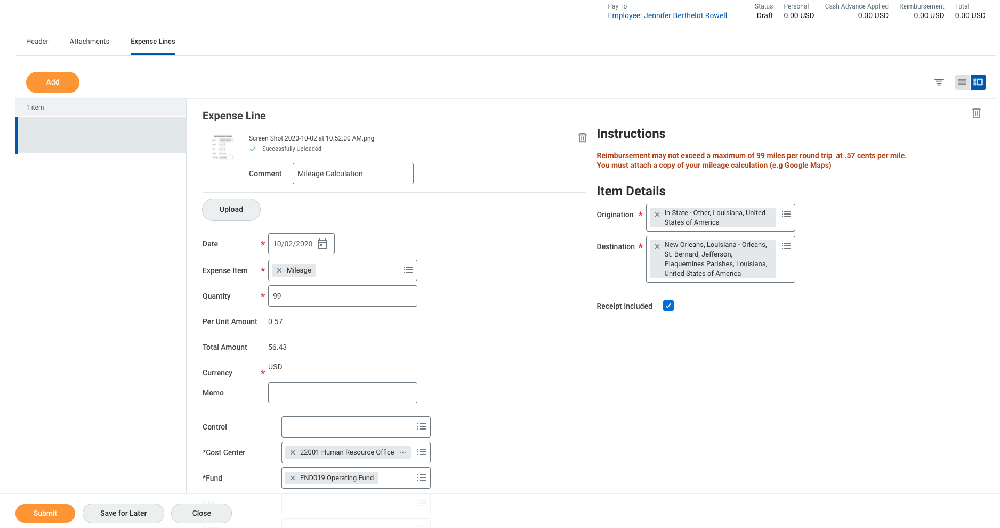 Pay To
Employee: Jennifer Berthelot Rowell
Status
Draft
Personal
0.00 USD
Cash Advance Applied
0.00 USD
Reimbursement
0.00 USD
Total
0.00 USD
Header
Attachments
Expense Lines
Add
1 item
Expense Line
Screen Shot 2020-10-02 at 10.52.00 AM.png
Successfully Uploaded!
Comment
Mileage Calculation
Upload
Date *
10/02/2020
Expense Item *
Mileage
Quantity *
99
Per Unit Amount
0.57
Total Amount
56.43
Currency *
USD
Memo
Control
*Cost Center
22001 Human Resource Office ...
*Fund
FND019 Operating Fund
Gift
Instructions
Reimbursement may not exceed a maximum of 99 miles per round trip  at .57 cents per mile.
You must attach a copy of your mileage calculation (e.g Google Maps)
Item Details
Origination *
In State - Other, Louisiana, United
States of America
Destination *
New Orleans, Louisiana - Orleans,
St. Bernard, Jefferson,
Plaquemines Parishes, Louisiana,
United States of America
Receipt Included
Submit
Save for Later
Close